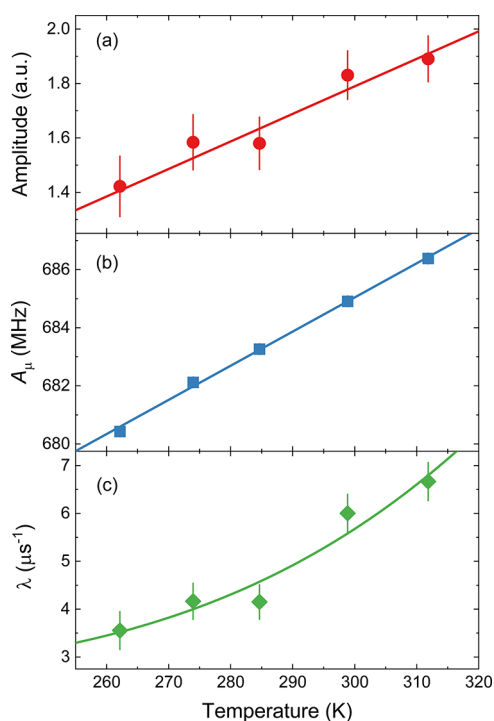 2.0
(a)
1.8
1.6
1.4
Amplitude (a.u.)
(b)
686
684
682
680
Aμ (MHz)
7
(c)
6
5
4
3
λ (μs⁻¹)
260 270 280 290 300 310 320
Temperature (K)